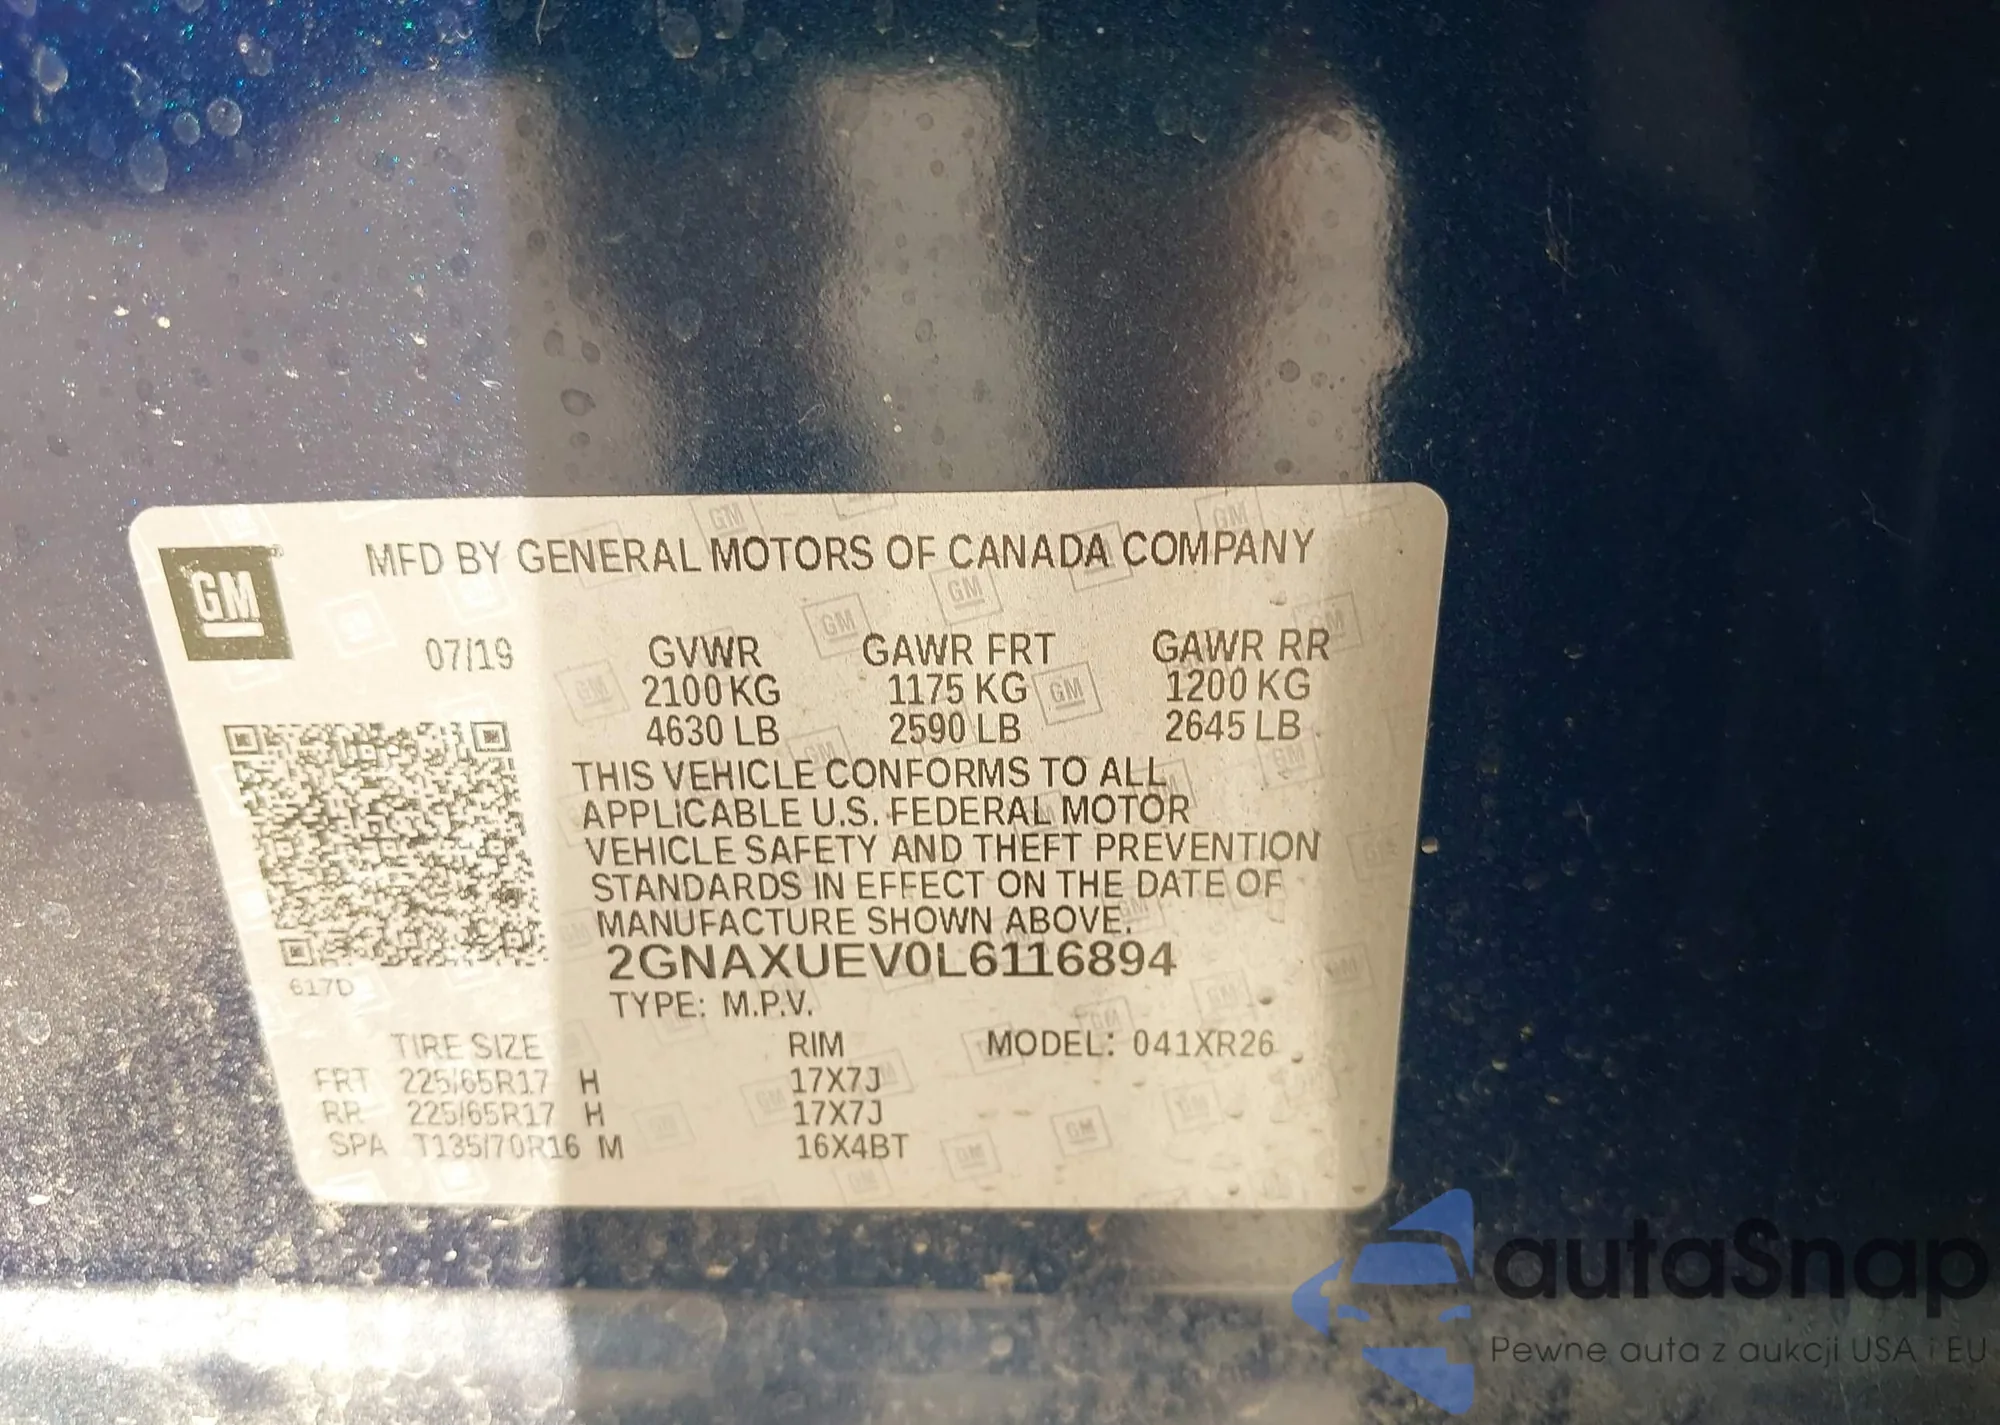 GM
MFD BY GENERAL MOTORS OF CANADA COMPANY
07/19 GVWR GAWR FRT GAWR RR
2100 KG 1175 KG 1200 KG
4630 LB 2590 LB 2645 LB
THIS VEHICLE CONFORMS TO ALL
APPLICABLE U.S. FEDERAL MOTOR
VEHICLE SAFETY AND THEFT PREVENTION
STANDARDS IN EFFECT ON THE DATE OF
MANUFACTURE SHOWN ABOVE.
2GNAXUEV0L6116894
617D
TYPE: M.P.V.
TIRE SIZE RIM MODEL: 041XR26
FRT 225/65R17 H 17X7J
RR 225/65R17 H 17X7J
SPA T135/70R16 M 16X4BT
autaSnap
Pewne auta z aukcji USA i EU